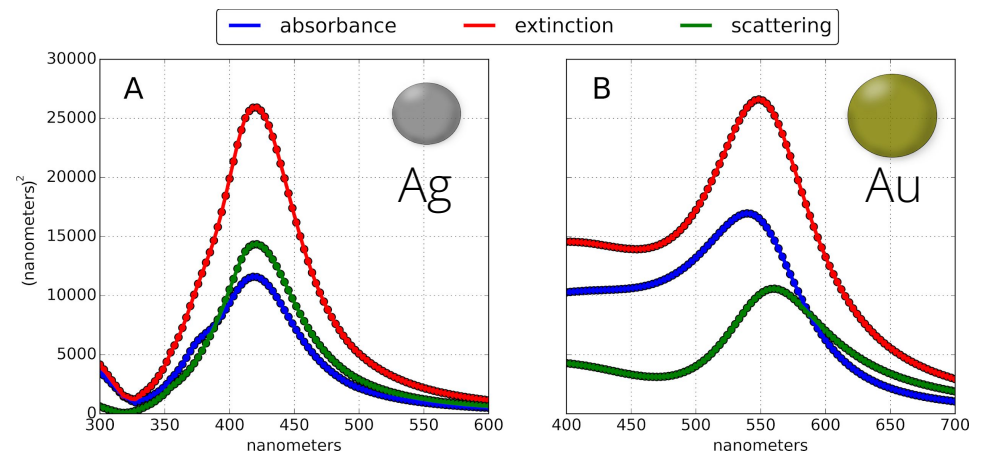 absorbance extinction scattering
A
B
Ag
Au
(nanometers)²
30000
25000
20000
15000
10000
5000
0
300 350 400 450 500 550 600
400 450 500 550 600 650 700
nanometers
nanometers